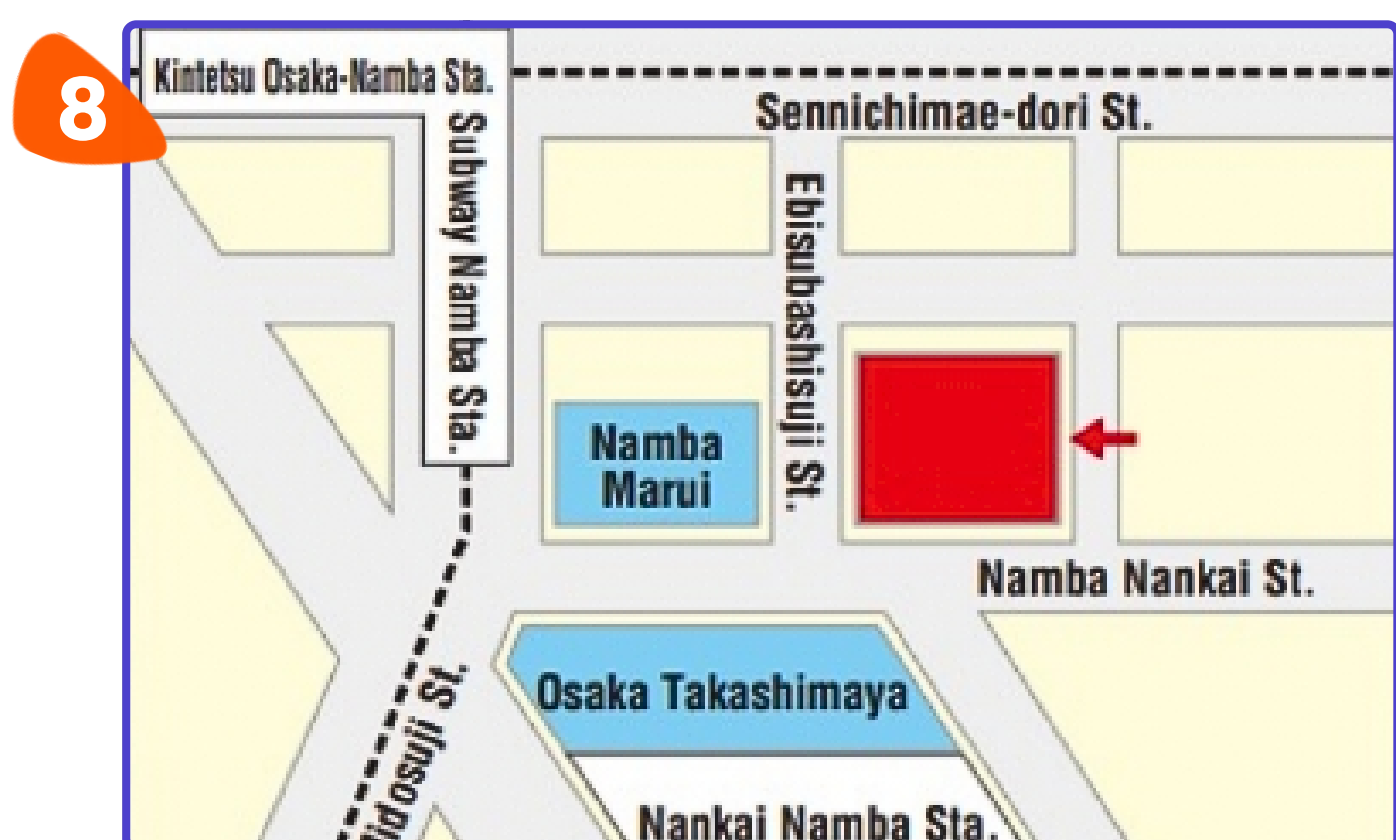 8
Kintetsu Osaka-Namba Sta.
Sennichimae-dori St.
Subway Namba Sta.
Ebisubashisuji St.
Namba
Marui
Namba Nankai St.
Osaka Takashimaya
St.
Nankai Namba Sta.